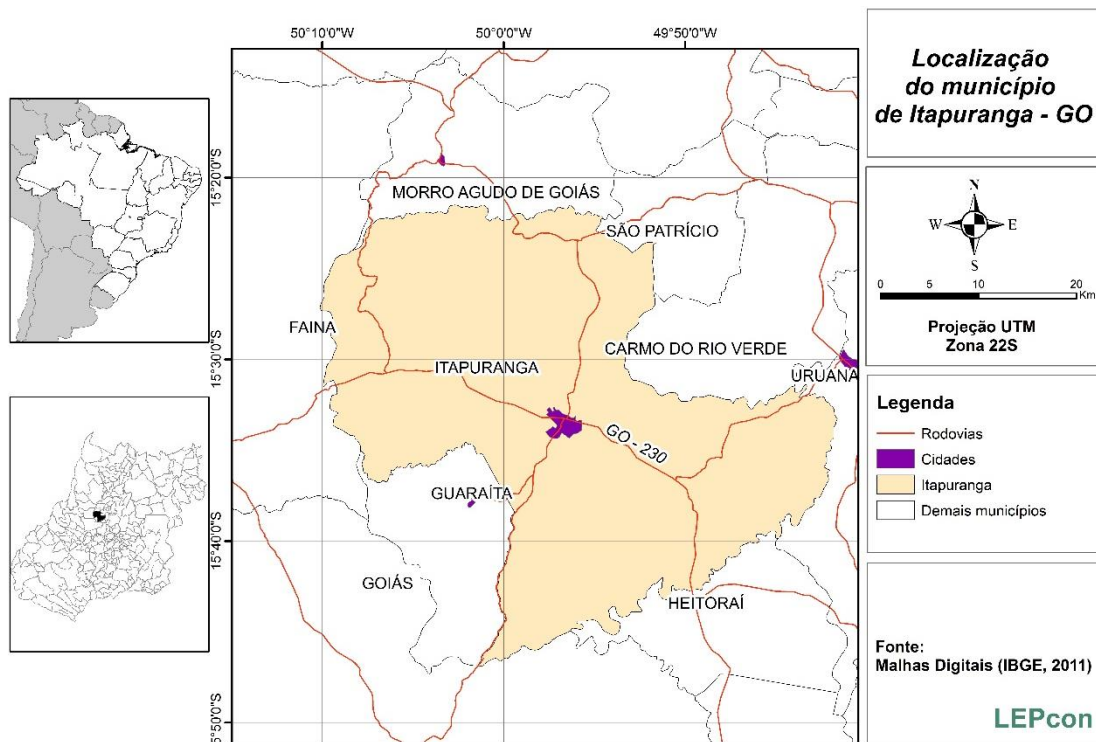 50°10'0"W
50°0'0"W
49°50'0"W
15°20'0"S
15°30'0"S
15°40'0"S
15°50'0"S
MORRO AGUDO DE GOIÁS
SÃO PATRÍCIO
FAINA
CARMO DO RIO VERDE
ITAPURANGA
URUANA
GO - 230
GUARAÍTA
GOIÁS
HEITORAÍ
Localização
do município
de Itapuranga - GO
N
W
E
S
0 5 10 20
Km
Projeção UTM
Zona 22S
Legenda
Rodovias
Cidades
Itapuranga
Demais municípios
Fonte:
Malhas Digitais (IBGE, 2011)
LEPcon